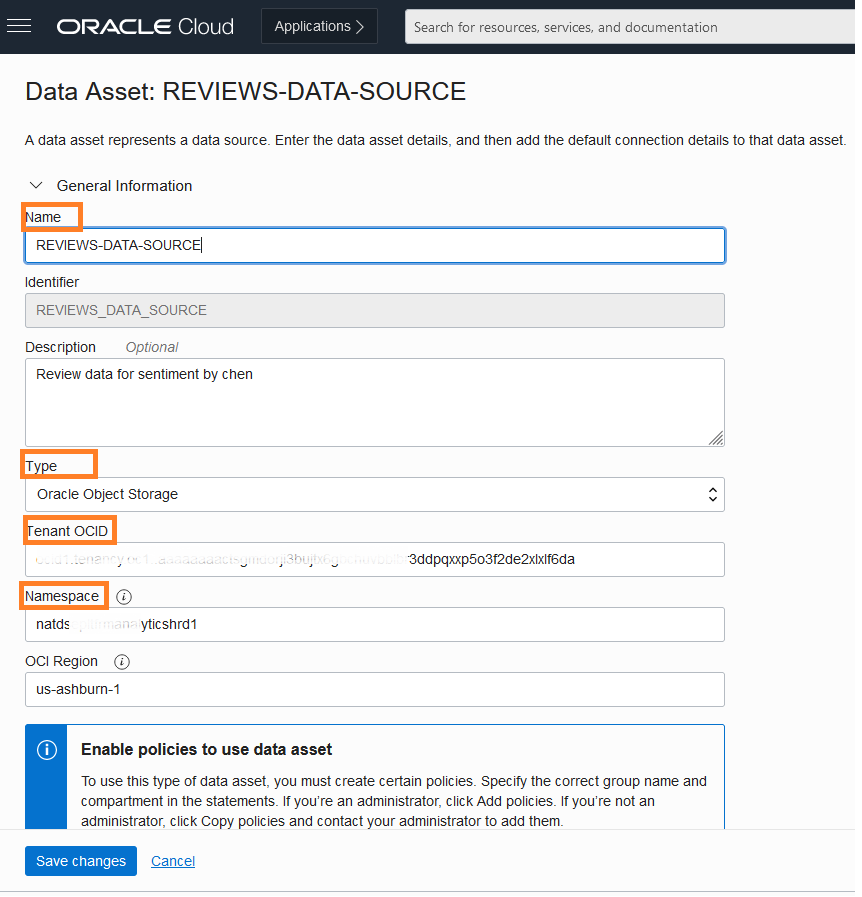 ORACLE Cloud
Applications
Search for resources, services, and documentation
Data Asset: REVIEWS-DATA-SOURCE
A data asset represents a data source. Enter the data asset details, and then add the default connection details to that data asset.
General Information
Name
REVIEWS-DATA-SOURCE
Identifier
REVIEWS_DATA_SOURCE
Description Optional
Review data for sentiment by chen
Type
Oracle Object Storage
Tenant OCID
3ddpqxxp5o3f2de2xlxlf6da
Namespace
natds yticshrd1
OCI Region
us-ashburn-1
Enable policies to use data asset
To use this type of data asset, you must create certain policies. Specify the correct group name and
compartment in the statements. If you’re an administrator, click Add policies. If you’re not an
administrator, click Copy policies and contact your administrator to add them.
Save changes Cancel